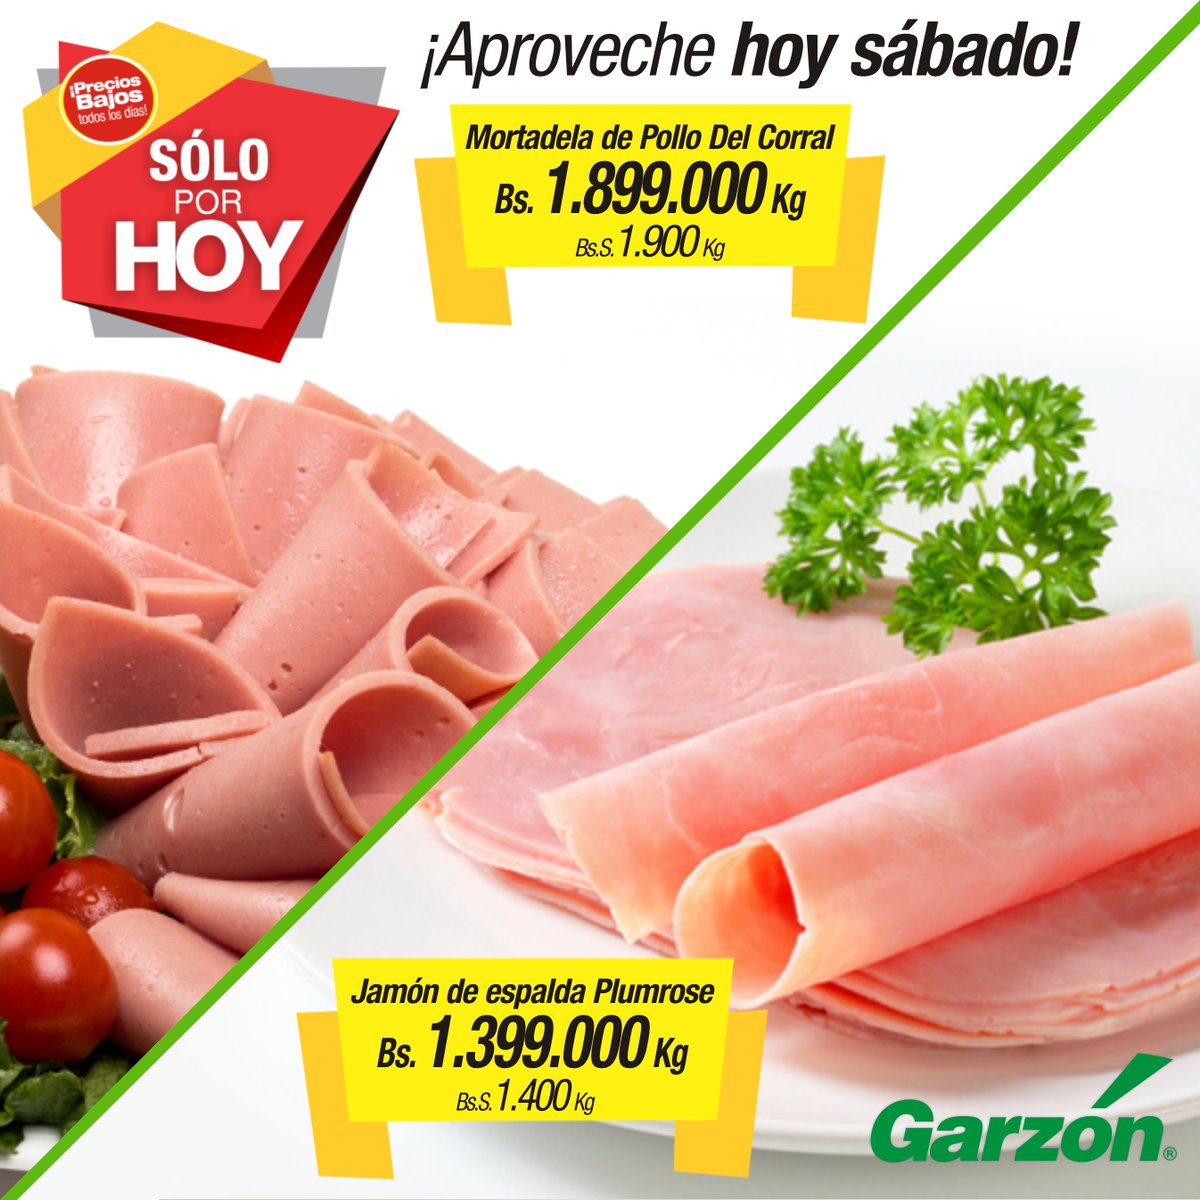 ¡Aproveche hoy sábado!
¡Precios
Bajos
todos los días!
SÓLO
POR
HOY
Mortadela de Pollo Del Corral
Bs. 1.899.000 Kg
Bs.S. 1.900 Kg
Jamón de espalda Plumrose
Bs. 1.399.000 Kg
Bs.S. 1.400 Kg
Garzón®